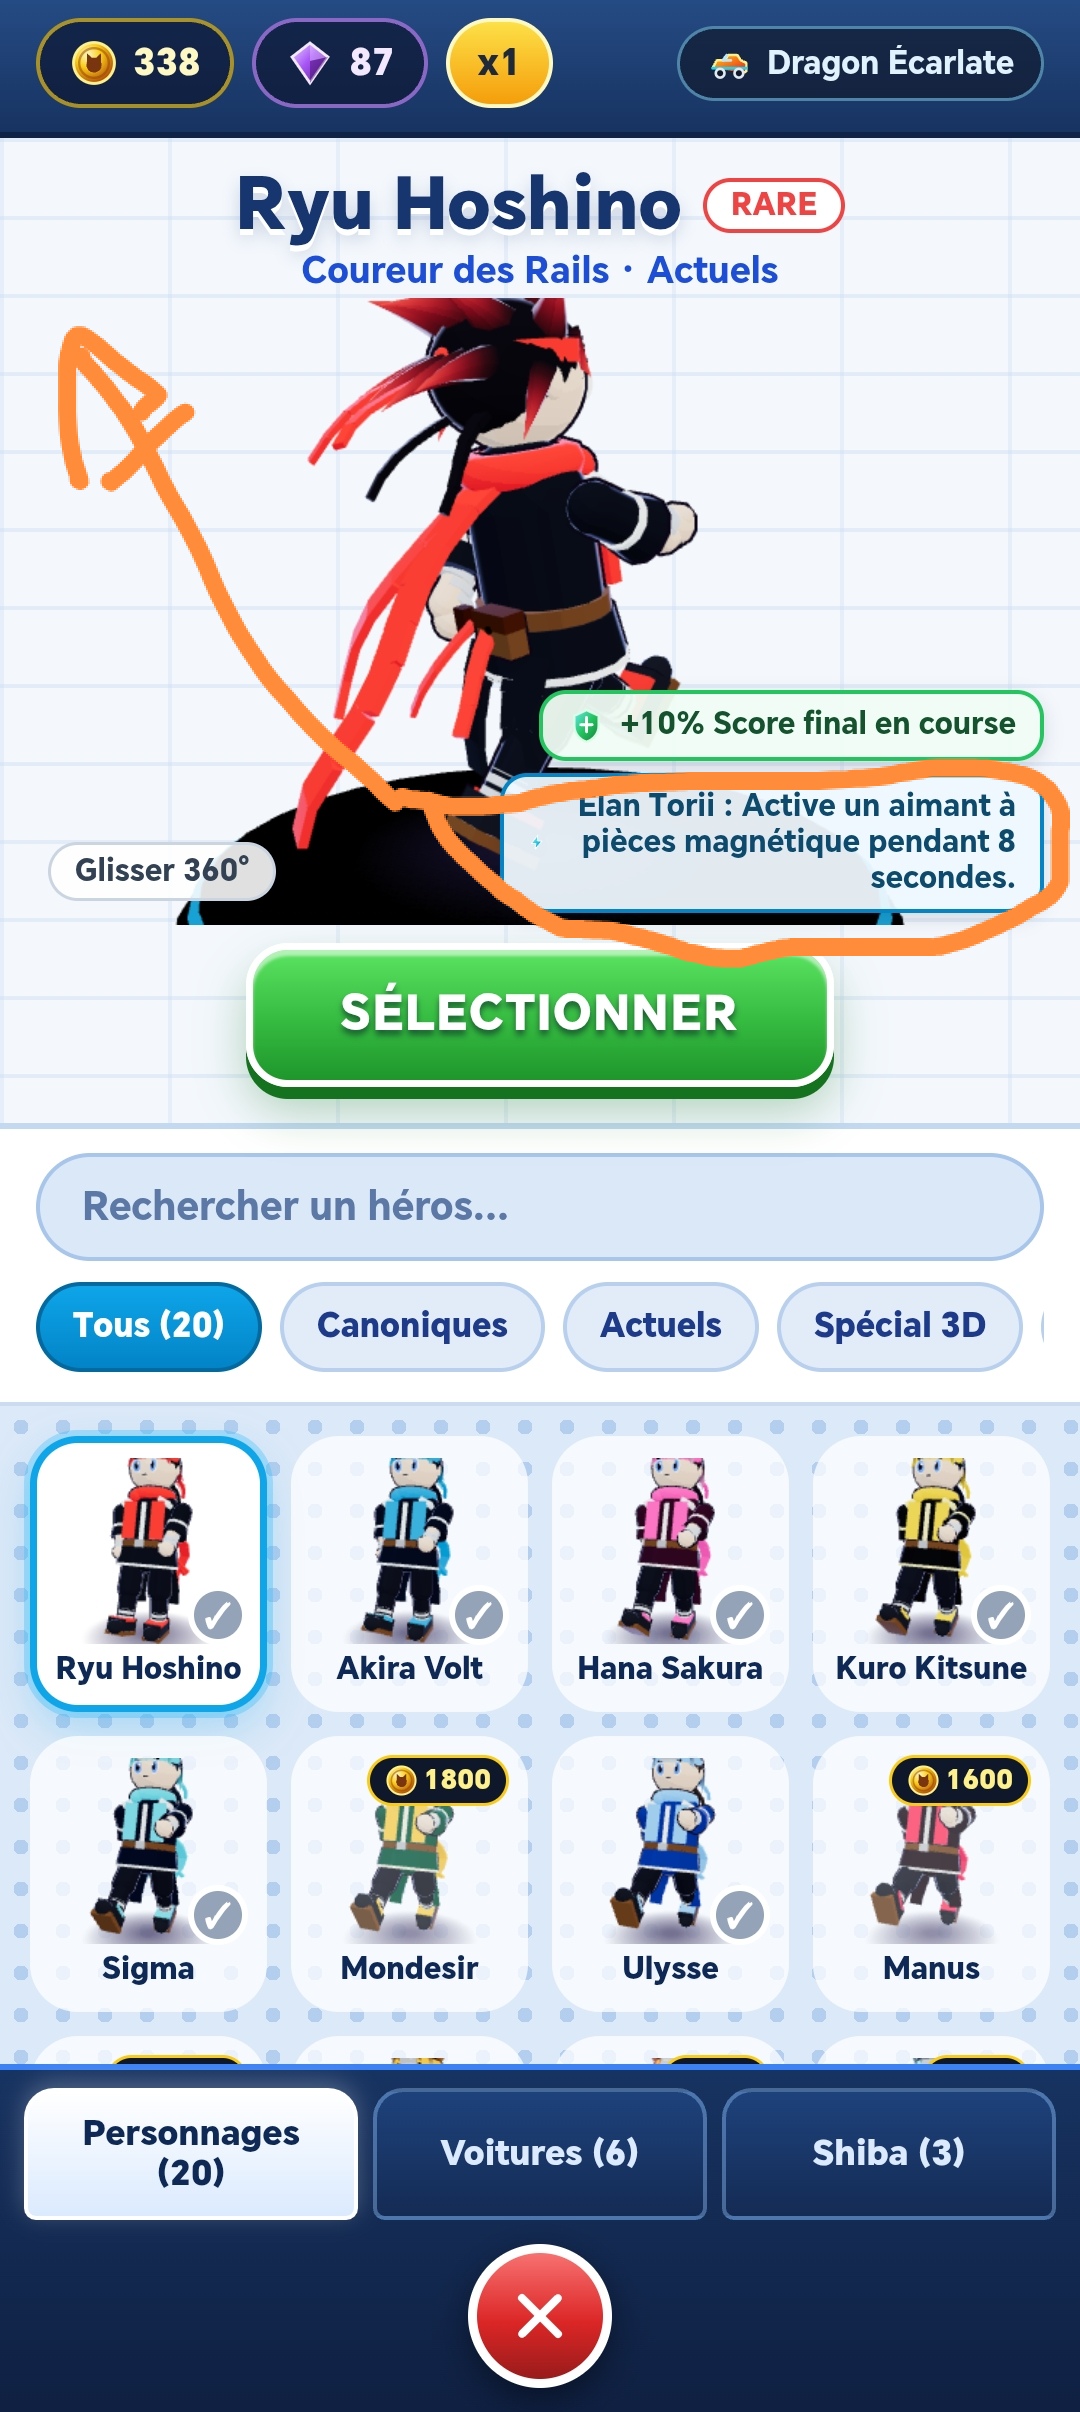 338
87
x1
Dragon Écarlate
Ryu Hoshino
RARE
Coureur des Rails · Actuels
+10% Score final en course
Élan Torii : Active un aimant à
pièces magnétique pendant 8
secondes.
Glisser 360°
SÉLECTIONNER
Rechercher un héros...
Tous (20)
Canoniques
Actuels
Spécial 3D
Ryu Hoshino
Akira Volt
Hana Sakura
Kuro Kitsune
1800
1600
Sigma
Mondesir
Ulysse
Manus
Personnages
(20)
Voitures (6)
Shiba (3)